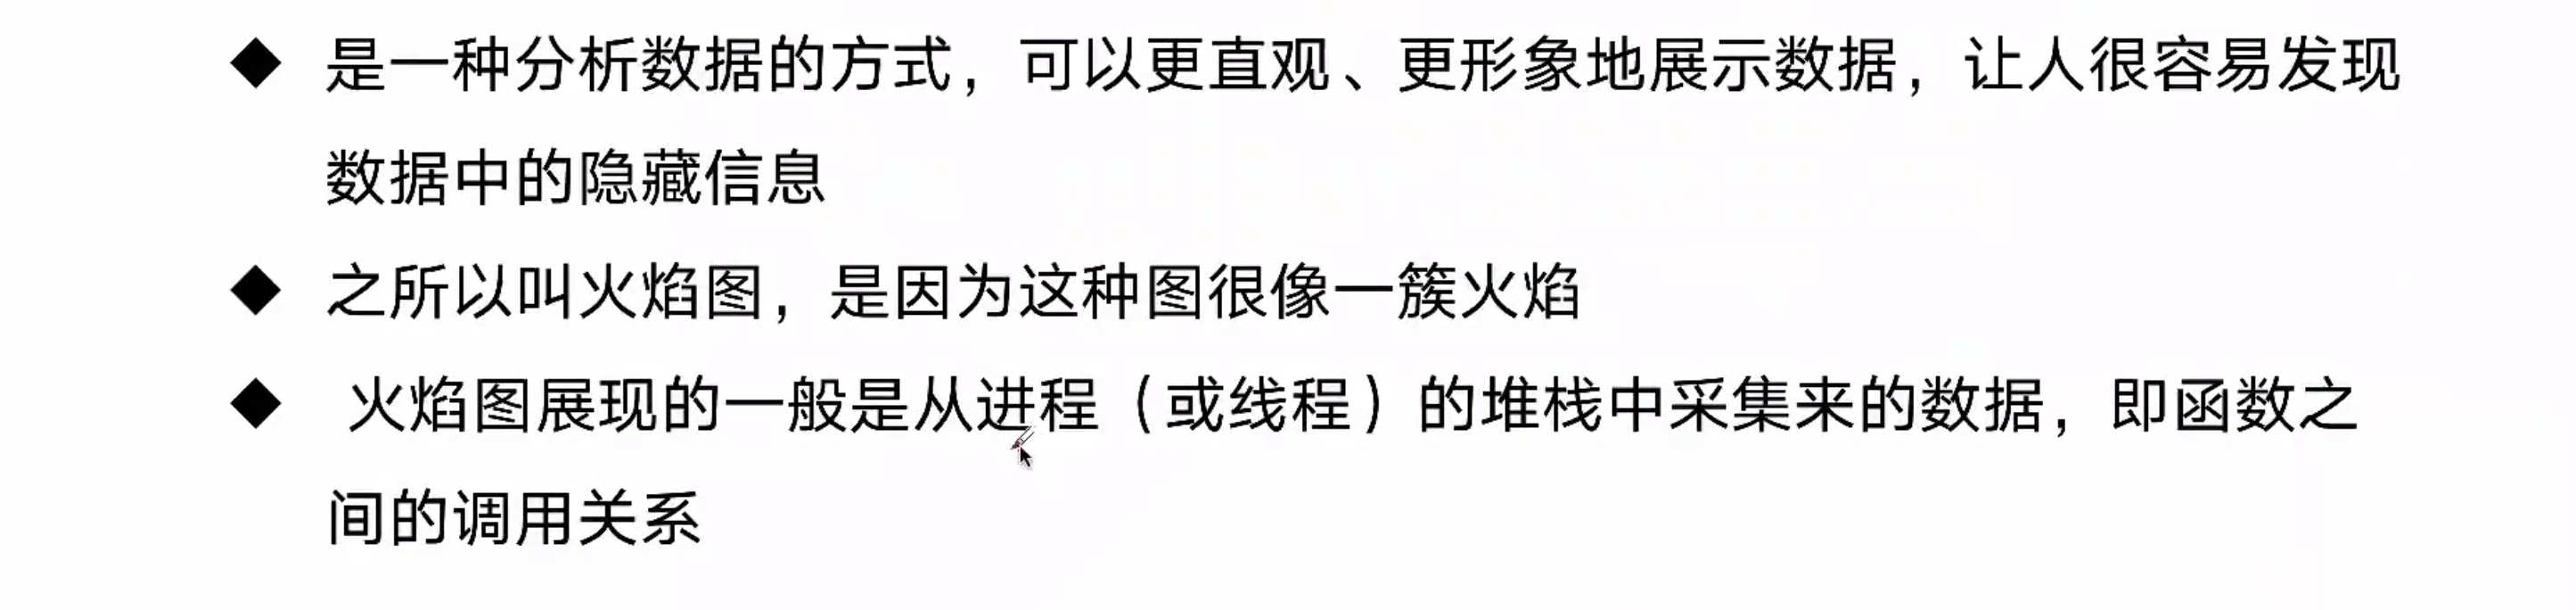 ◆ 是一种分析数据的方式，可以更直观、更形象地展示数据，让人很容易发现
数据中的隐藏信息
◆ 之所以叫火焰图，是因为这种图很像一簇火焰
◆ 火焰图展现的一般是从进程（或线程）的堆栈中采集来的数据，即函数之
间的调用关系